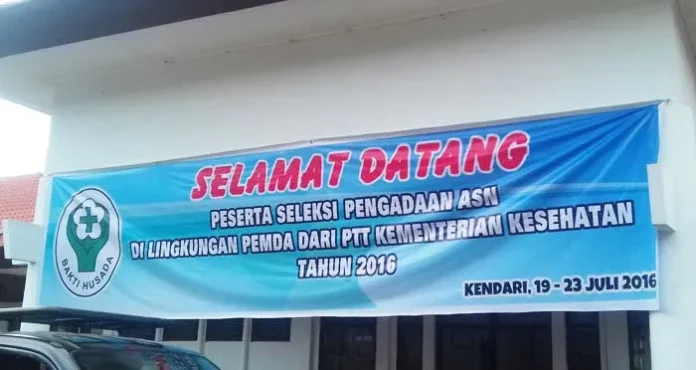 SELAMAT DATANG
PESERTA SELEKSI PENGADAAN ASN
DI LINGKUNGAN PEMDA DARI PTT KEMENTERIAN KESEHATAN
TAHUN 2016
KENDARI, 19 - 23 JULI 2016
BAKTI HUSADA